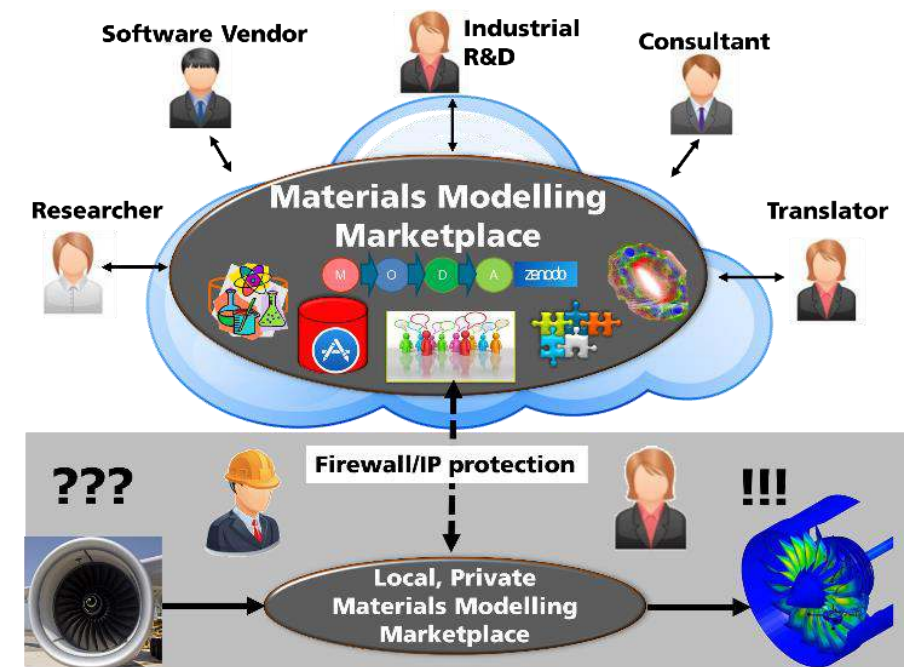 Software Vendor
Industrial
R&D
Consultant
Researcher
Materials Modelling
Marketplace
Translator
M O D A zenodo
???
Firewall/IP protection
!!!
Local, Private
Materials Modelling
Marketplace